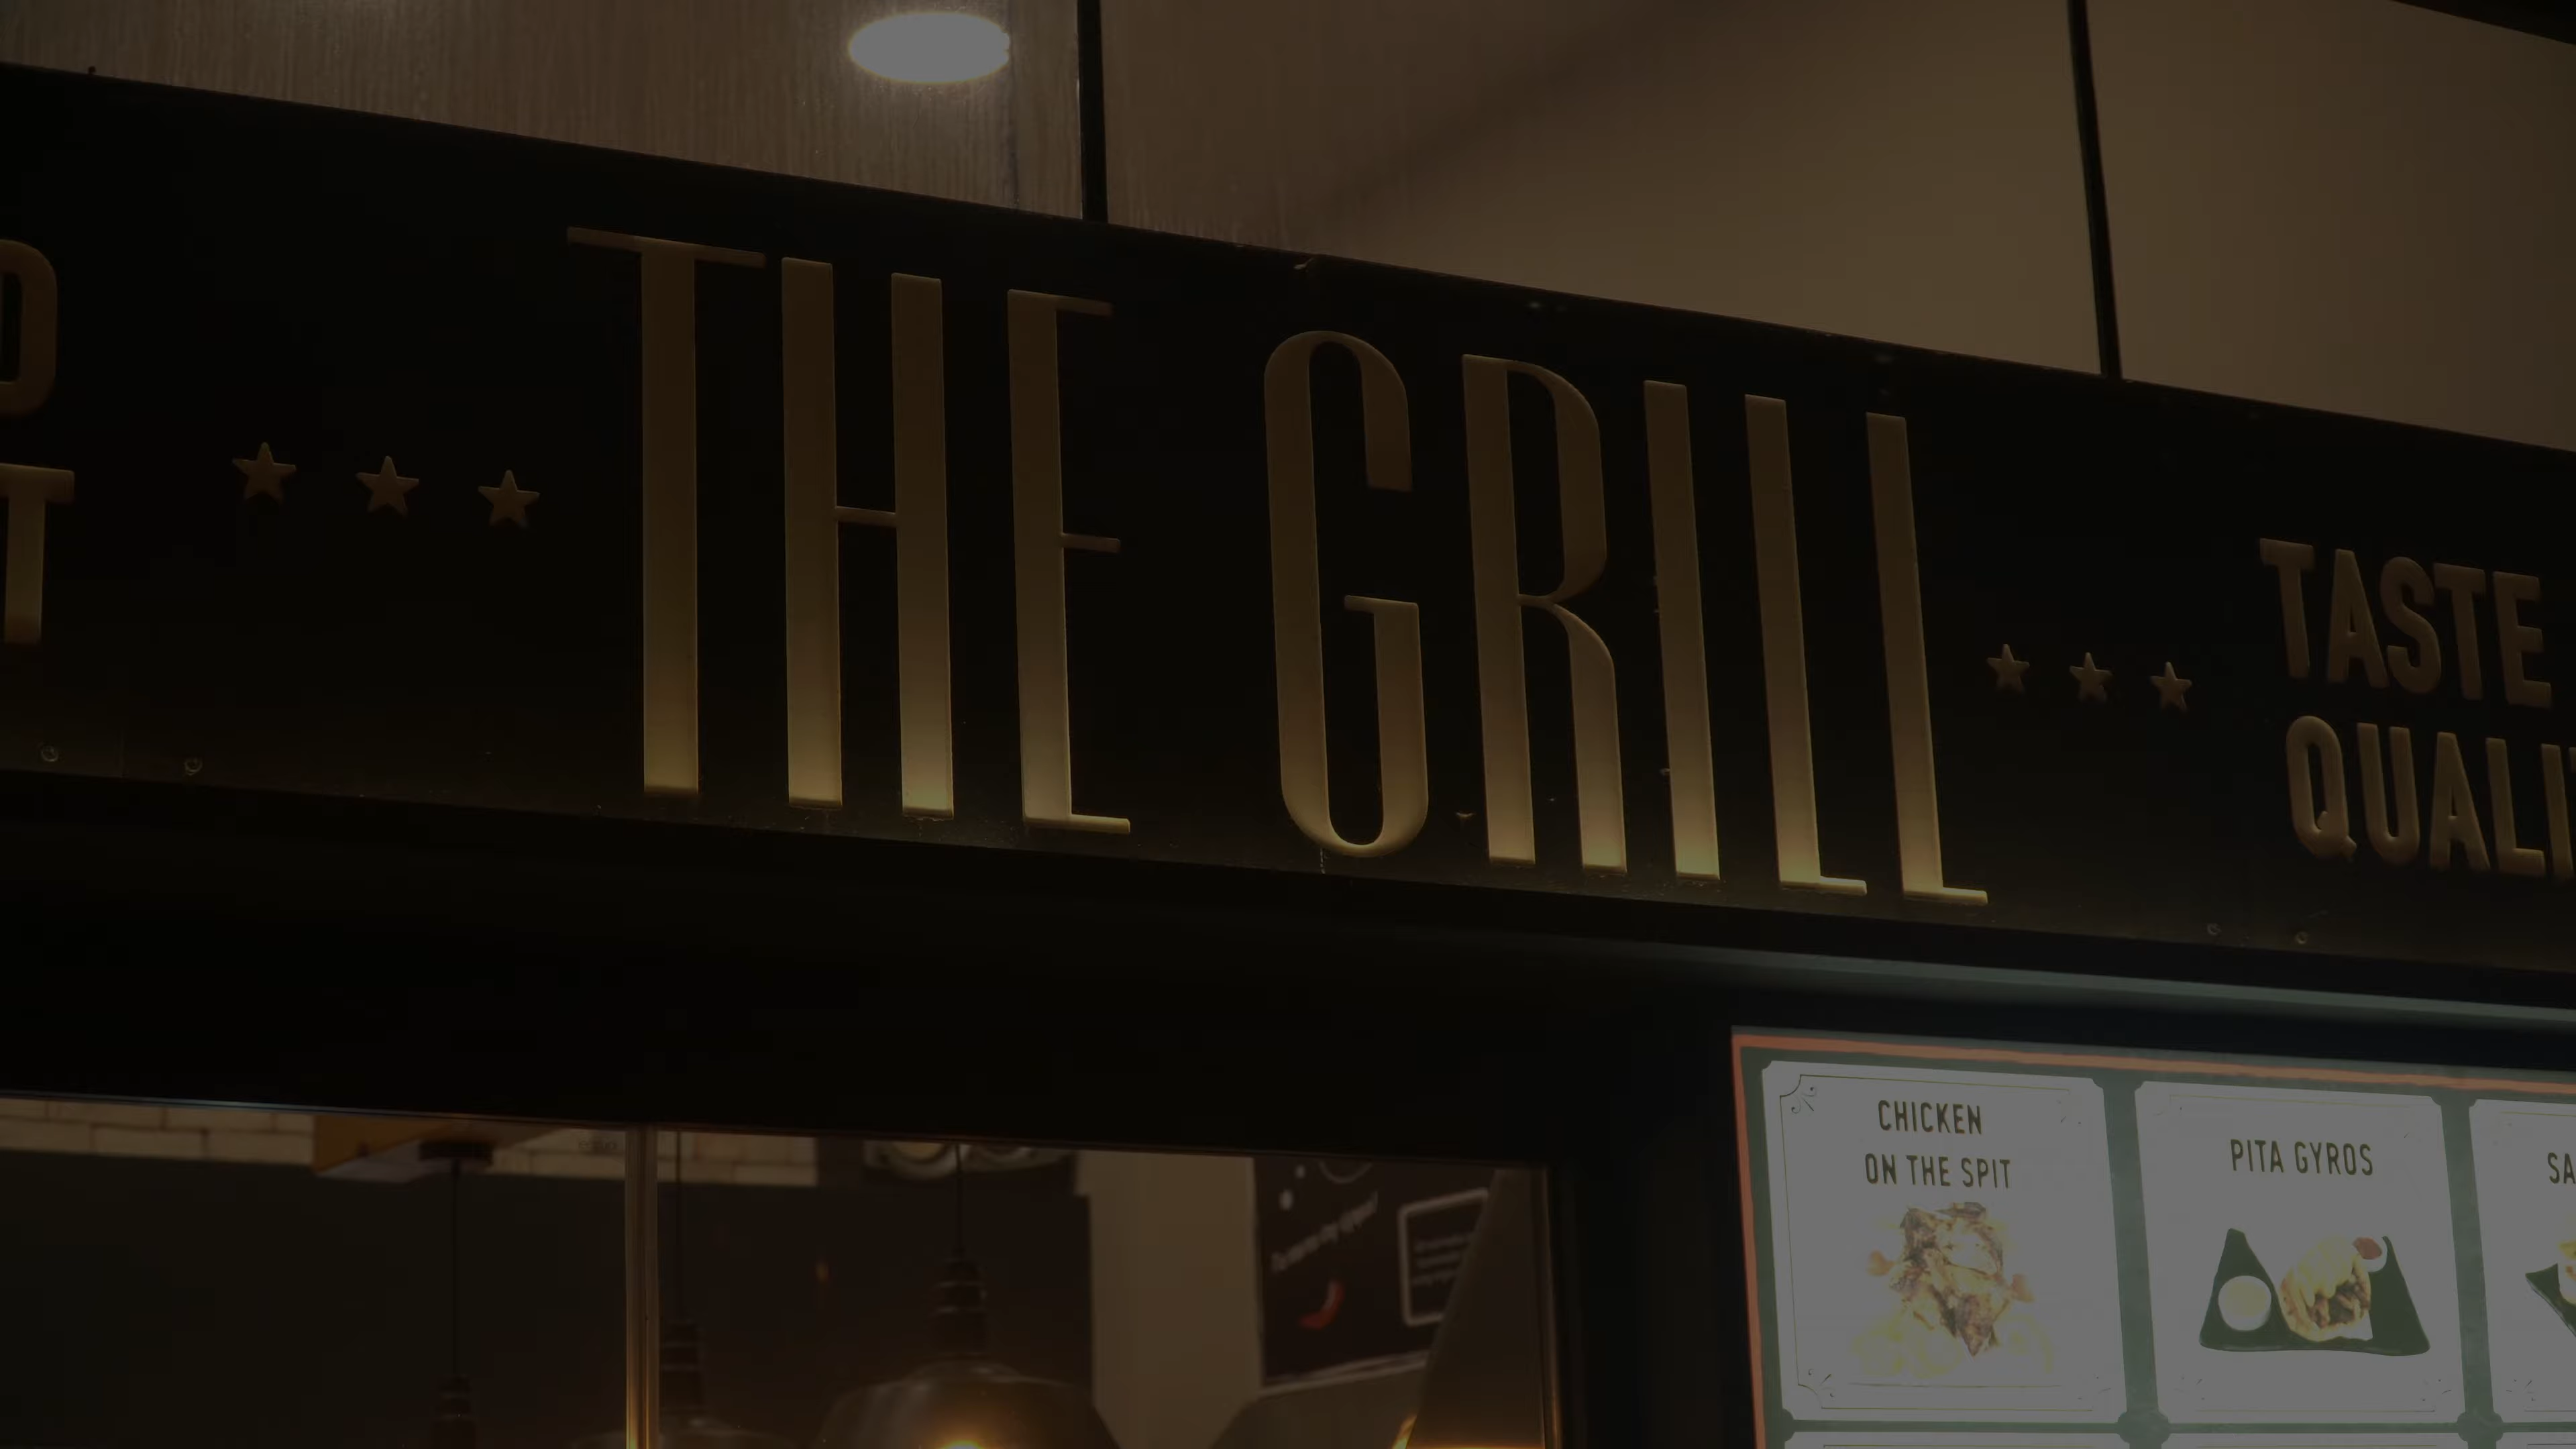 THE GRILL
TASTE
CHICKEN
ON THE SPIT
PITA GYROS